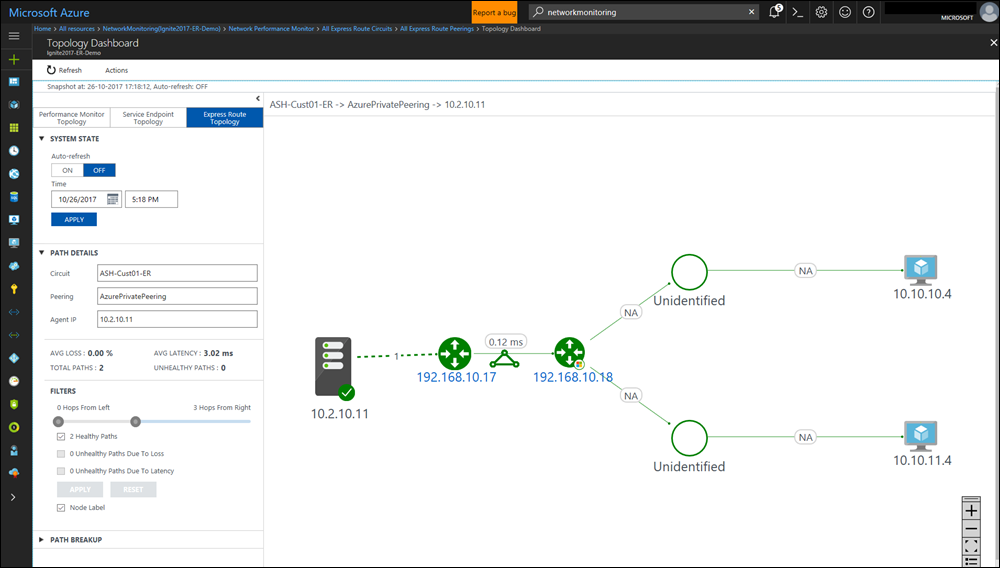 Microsoft Azure
Report a bug
networkmonitoring
5
MICROSOFT
Home > All resources > NetworkMonitoring(Ignite2017-ER-Demo) > Network Performance Monitor > All Express Route Circuits > All Express Route Peerings > Topology Dashboard
Topology Dashboard
Ignite2017-ER-Demo
Refresh Actions
Snapshot at: 26-10-2017 17:18:12, Auto-refresh: OFF
Performance Monitor Topology
Service Endpoint Topology
Express Route Topology
SYSTEM STATE
Auto-refresh
ON OFF
Time
10/26/2017 5:18 PM
APPLY
PATH DETAILS
Circuit ASH-Cust01-ER
Peering AzurePrivatePeering
Agent IP 10.2.10.11
AVG LOSS : 0.00 % AVG LATENCY : 3.02 ms
TOTAL PATHS : 2 UNHEALTHY PATHS : 0
FILTERS
0 Hops From Left 3 Hops From Right
2 Healthy Paths
0 Unhealthy Paths Due To Loss
0 Unhealthy Paths Due To Latency
APPLY RESET
Node Label
PATH BREAKUP
ASH-Cust01-ER -> AzurePrivatePeering -> 10.2.10.11
10.2.10.11
1
192.168.10.17
0.12 ms
192.168.10.18
NA
Unidentified
NA
10.10.10.4
NA
Unidentified
NA
10.10.11.4